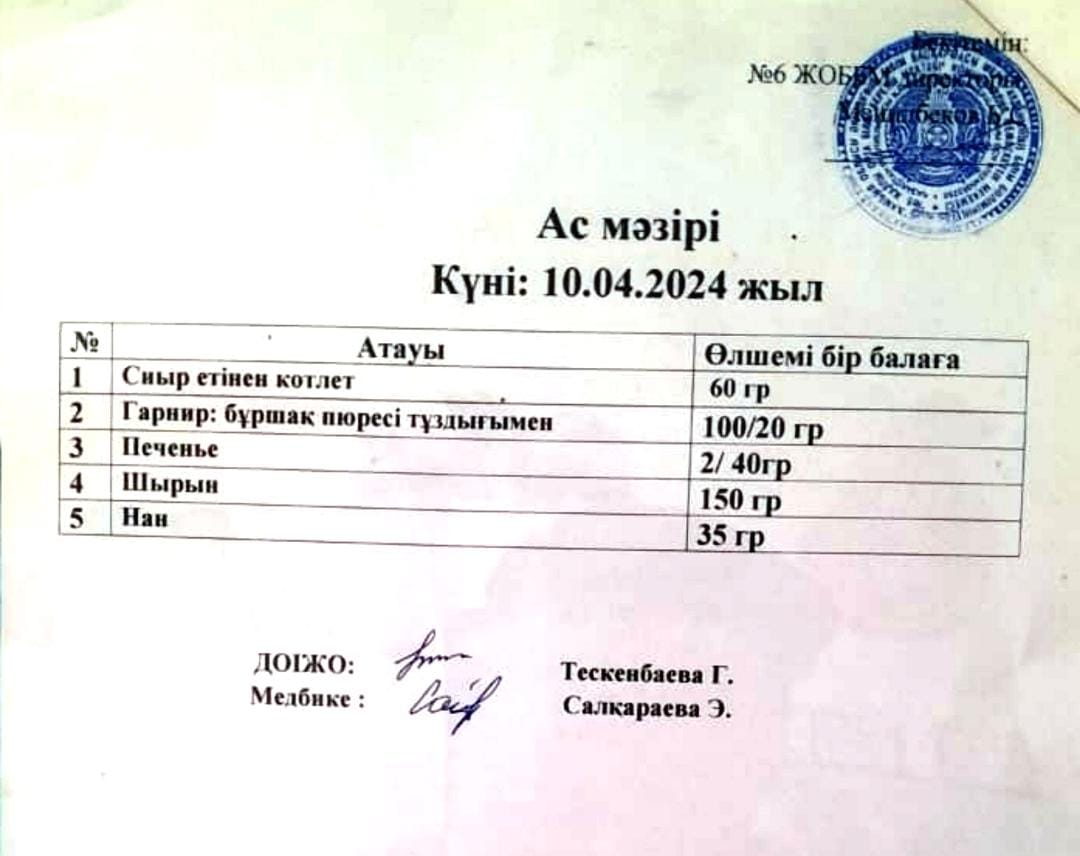 Бекітемін:
№6 ЖОББМ директоры
Ас мәзірі
Күні: 10.04.2024 жыл
№ Атауы Өлшемі бір балаға
1 Сиыр етінен котлет 60 гр
2 Гарнир: бұршақ пюресі тұздығымен 100/20 гр
3 Печенье 2/ 40гр
4 Шырын 150 гр
5 Нан 35 гр
ДОІЖО: Тескенбаева Г.
Медбике : Салқараева Э.